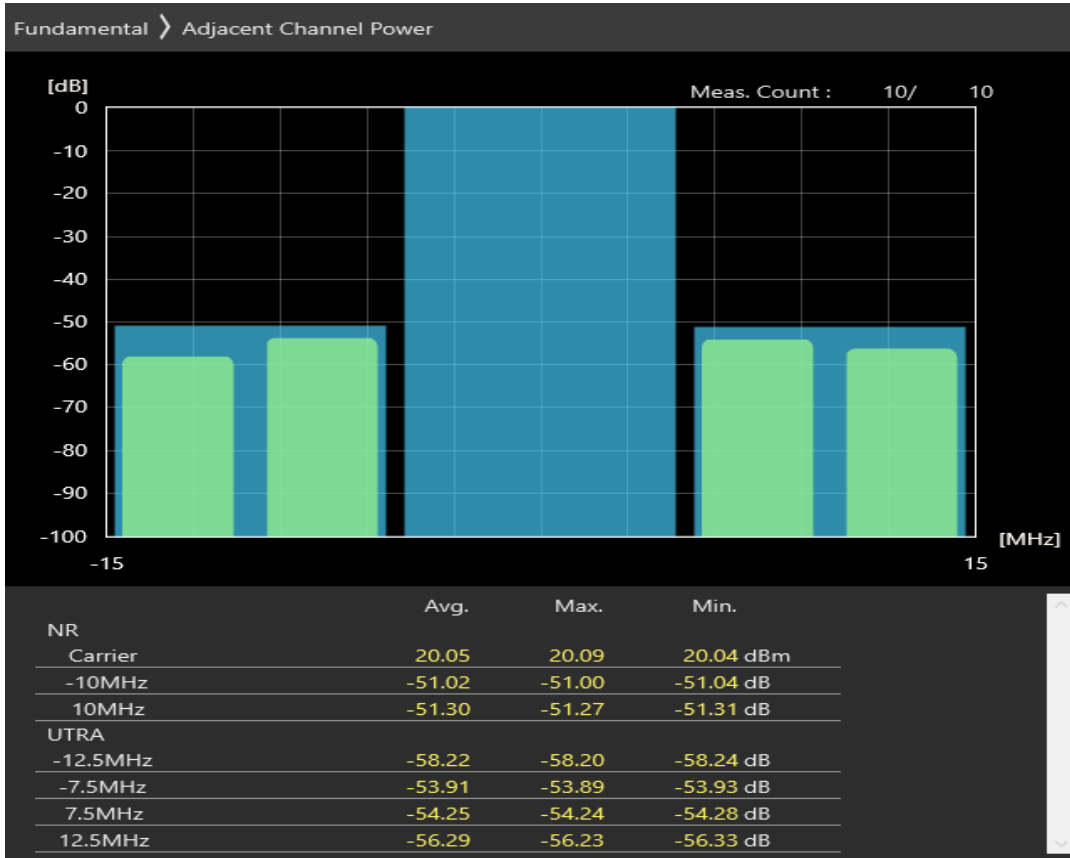 Fundamental ❭ Adjacent Channel Power
[dB]
Meas. Count : 10/ 10
0
-10
-20
-30
-40
-50
-60
-70
-80
-90
-100
[MHz]
-15 15
Avg. Max. Min.
NR
Carrier 20.05 20.09 20.04 dBm
-10MHz -51.02 -51.00 -51.04 dB
10MHz -51.30 -51.27 -51.31 dB
UTRA
-12.5MHz -58.22 -58.20 -58.24 dB
-7.5MHz -53.91 -53.89 -53.93 dB
7.5MHz -54.25 -54.24 -54.28 dB
12.5MHz -56.29 -56.23 -56.33 dB